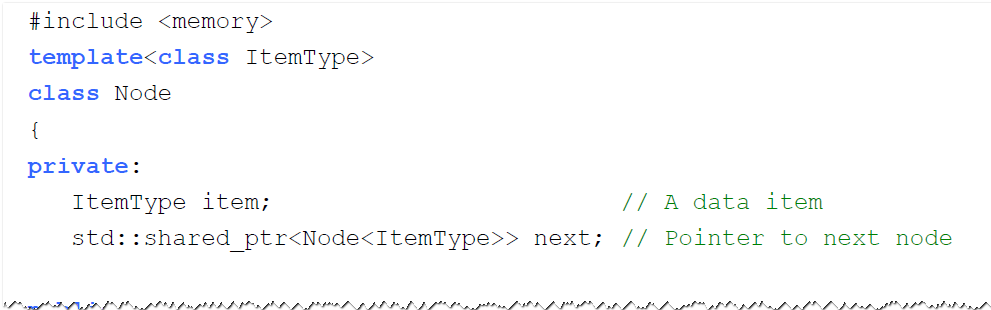 #include <memory>
template<class ItemType>
class Node
{
private:
ItemType item; // A data item
std::shared_ptr<Node<ItemType>> next; // Pointer to next node